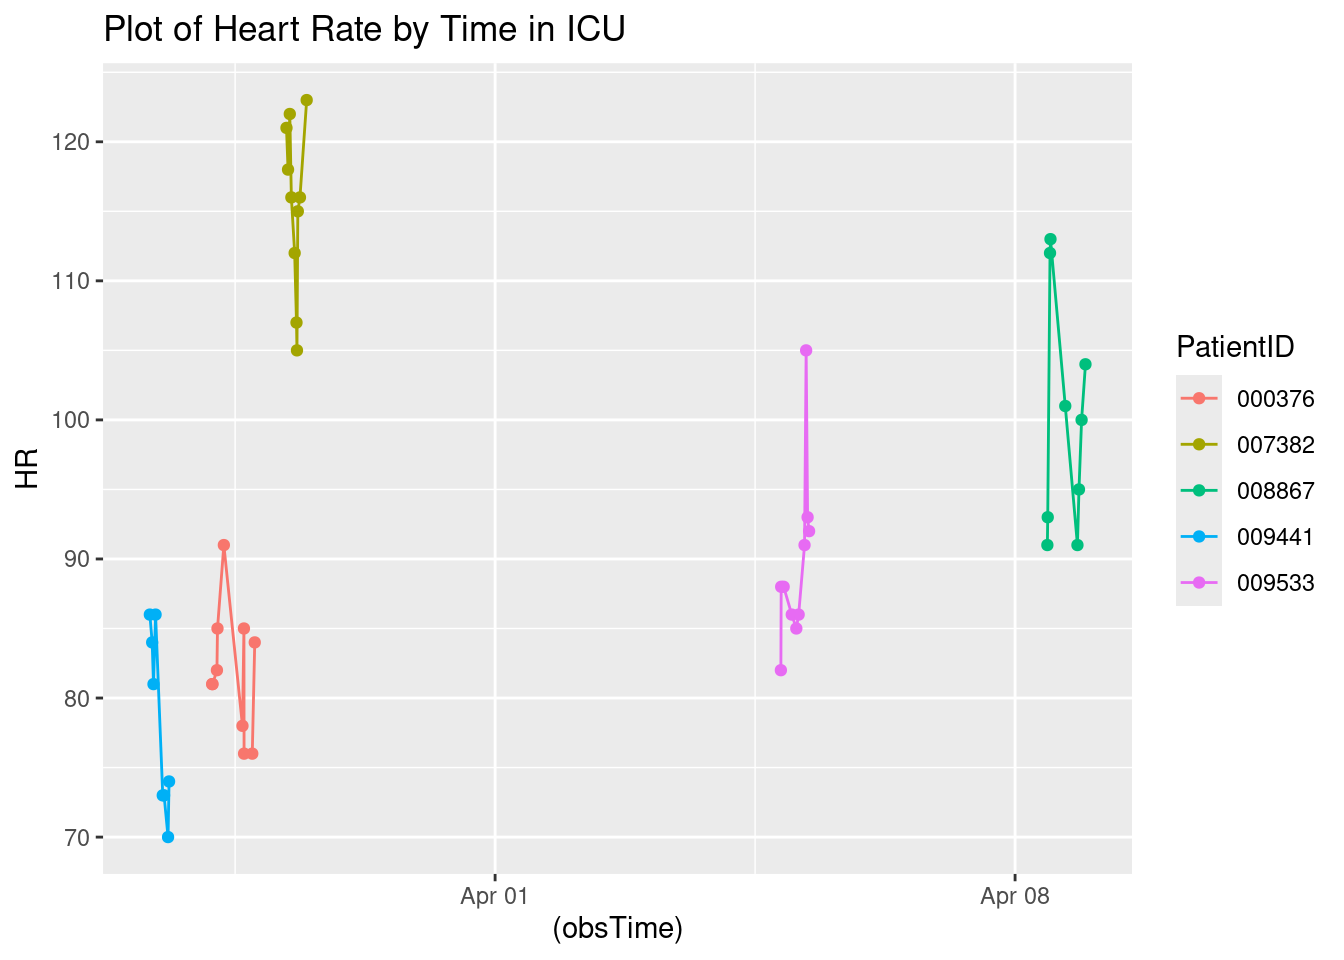 Plot of Heart Rate by Time in ICU
120
110
100
90
80
70
HR
Apr 01
Apr 08
(obsTime)
PatientID
000376
007382
008867
009441
009533